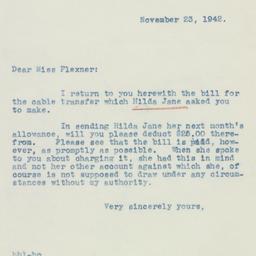 November 23, 1942.
Dear Miss Flexner:
I return to you herewith the bill for
the cable transfer which Hilda Jane asked you
to make.
In sending Hilda Jane her next month's
allowance, will you please deduct $25.00 there-
from. Please see that the bill is paid, how-
ever, as promptly as possible. When she spoke
to you about charging it, she had this in mind
and not her other account against which she, of
course is not supposed to draw under any circum-
stances without my authority.
Very sincerely yours,